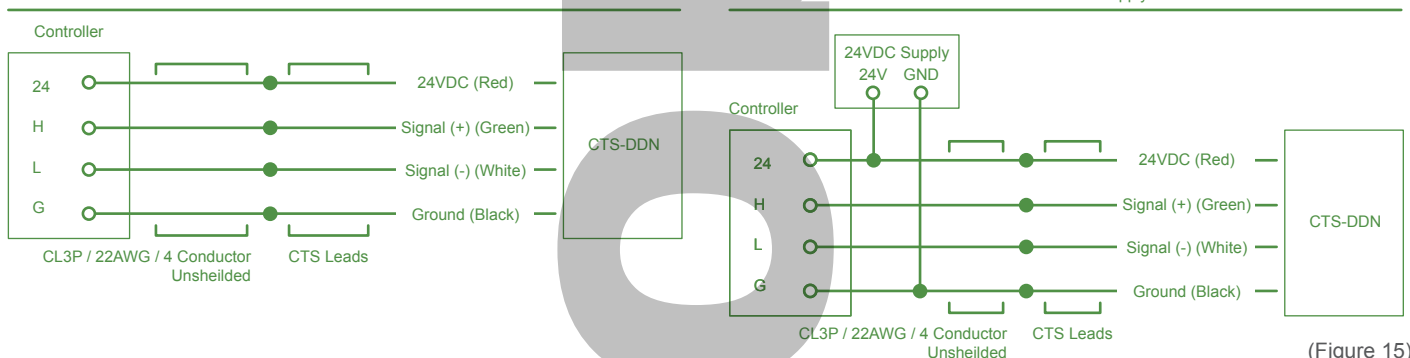 Controller
24
24VDC (Red)
H
Signal (+) (Green)
CTS-DDN
L
Signal (-) (White)
G
Ground (Black)
CL3P / 22AWG / 4 Conductor
Unsheilded
CTS Leads
24VDC Supply
24V GND
Controller
24
24VDC (Red)
H
Signal (+) (Green)
CTS-DDN
L
Signal (-) (White)
G
Ground (Black)
CL3P / 22AWG / 4 Conductor
Unsheilded
CTS Leads
(Figure 15)